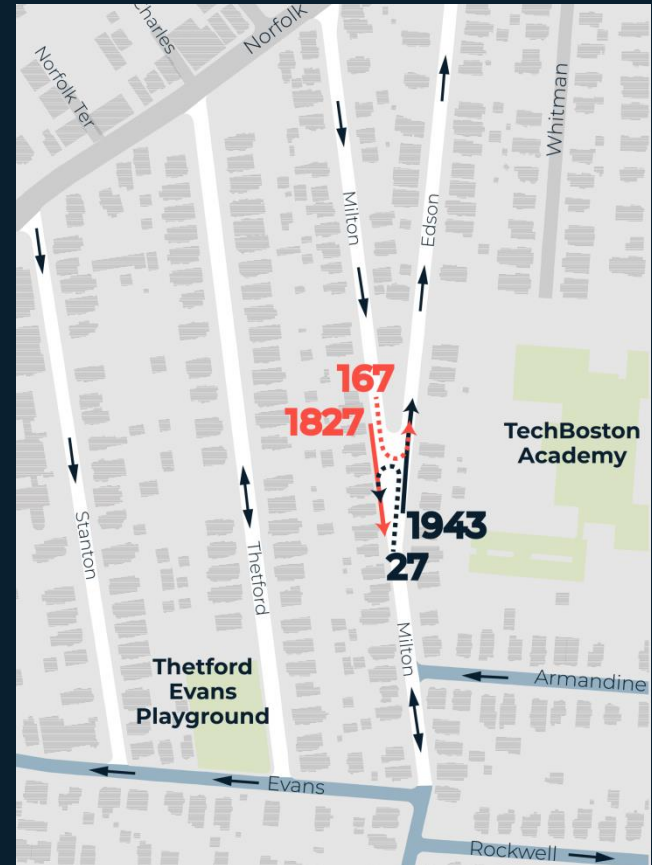 Charles
Norfolk
Norfolk Ter
Whitman
Milton
Edson
167
1827
TechBoston
Academy
1943
27
Stanton
Thetford
Milton
Thetford
Evans
Playground
Armandine
Evans
Rockwell